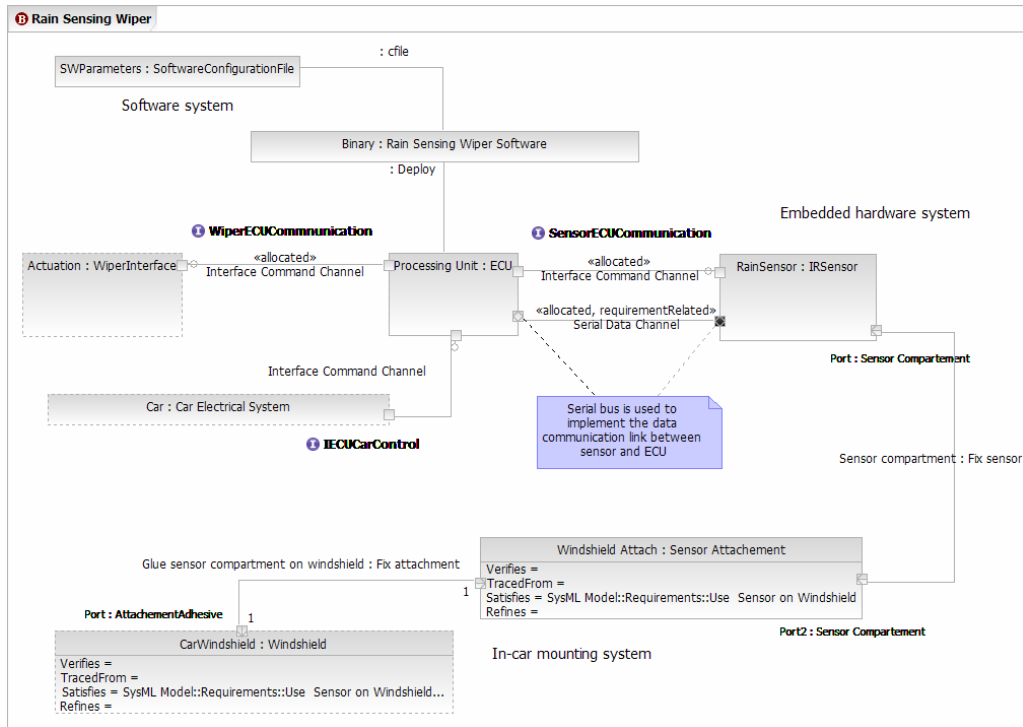 B Rain Sensing Wiper
: cfile
SWParameters : SoftwareConfigurationFile
Software system
Binary : Rain Sensing Wiper Software
: Deploy
Embedded hardware system
I WiperECUCommnunication
I SensorECUCommunication
«allocated»
Interface Command Channel
«allocated»
Interface Command Channel
Actuation : WiperInterface
Processing Unit : ECU
RainSensor : IRSensor
«allocated, requirementRelated»
Serial Data Channel
Port : Sensor Compartement
Interface Command Channel
Car : Car Electrical System
I IECUCarControl
Serial bus is used to
implement the data
communication link between
sensor and ECU
Sensor compartment : Fix sensor
Windshield Attach : Sensor Attachement
Verifies =
TracedFrom =
Satisfies = SysML Model::Requirements::Use Sensor on Windshield
Refines =
Glue sensor compartment on windshield : Fix attachment
1
1
Port : AttachementAdhesive
Port2 : Sensor Compartement
CarWindshield : Windshield
Verifies =
TracedFrom =
Satisfies = SysML Model::Requirements::Use Sensor on Windshield...
Refines =
In-car mounting system